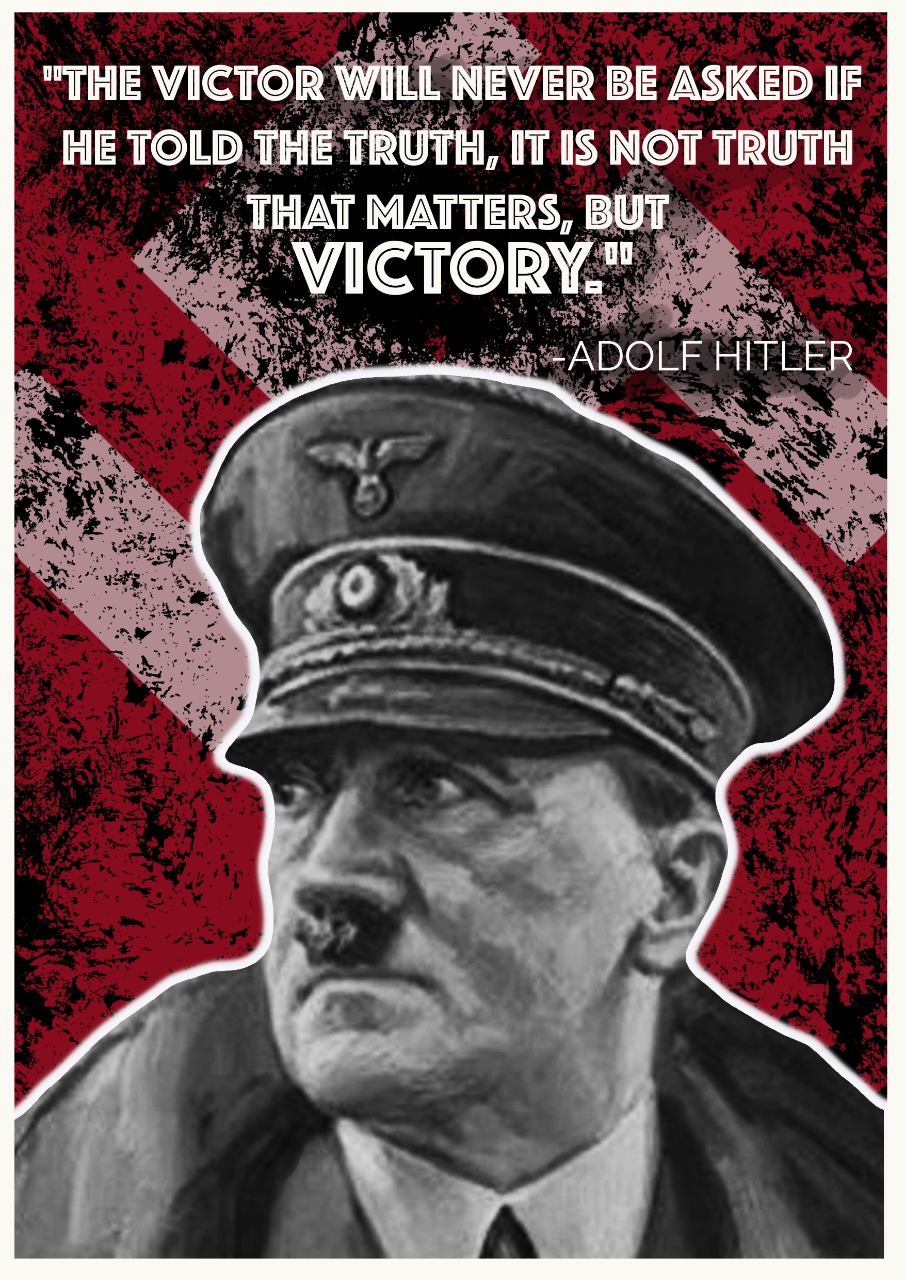 "THE VICTOR WILL NEVER BE ASKED IF
HE TOLD THE TRUTH, IT IS NOT TRUTH
THAT MATTERS, BUT
VICTORY."
-ADOLF HITLER